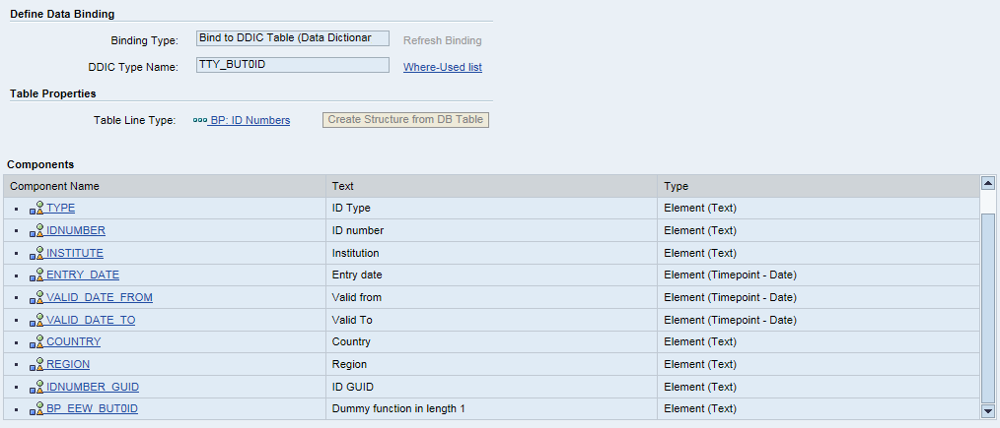 Define Data Binding
Binding Type: Bind to DDIC Table (Data Dictionar Refresh Binding
DDIC Type Name: TTY_BUT0ID Where-Used list
Table Properties
Table Line Type: BP: ID Numbers Create Structure from DB Table
Components
Component Name Text Type
TYPE ID Type Element (Text)
IDNUMBER ID number Element (Text)
INSTITUTE Institution Element (Text)
ENTRY_DATE Entry date Element (Timepoint - Date)
VALID_DATE_FROM Valid from Element (Timepoint - Date)
VALID_DATE_TO Valid To Element (Timepoint - Date)
COUNTRY Country Element (Text)
REGION Region Element (Text)
IDNUMBER_GUID ID GUID Element (Text)
BP_EEW_BUT0ID Dummy function in length 1 Element (Text)